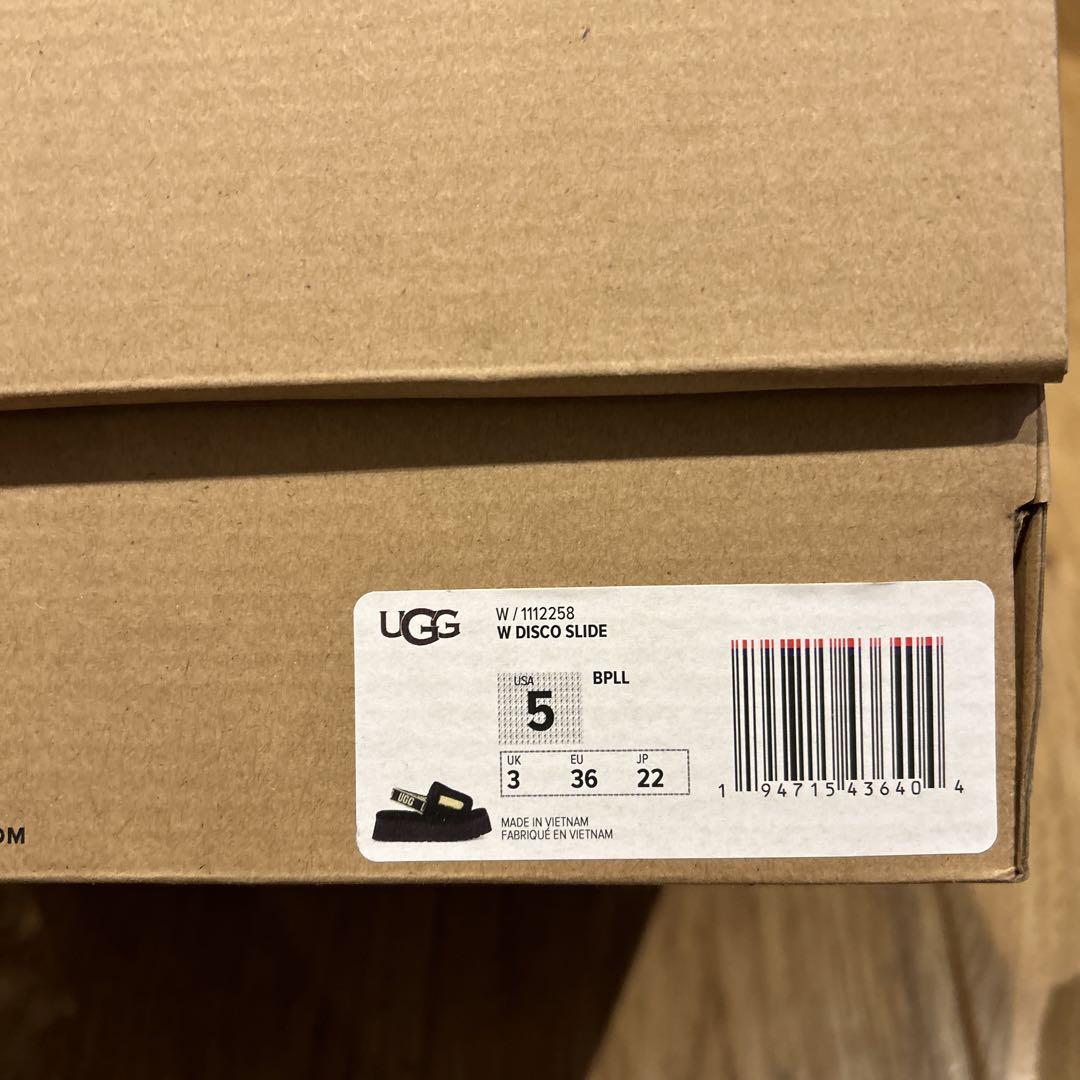 UGG
W / 1112258
W DISCO SLIDE
USA
5
BPLL
UK EU JP
3 36 22
UGG
MADE IN VIETNAM
FABRIQUÉ EN VIETNAM
1 94715 43640 4
OM